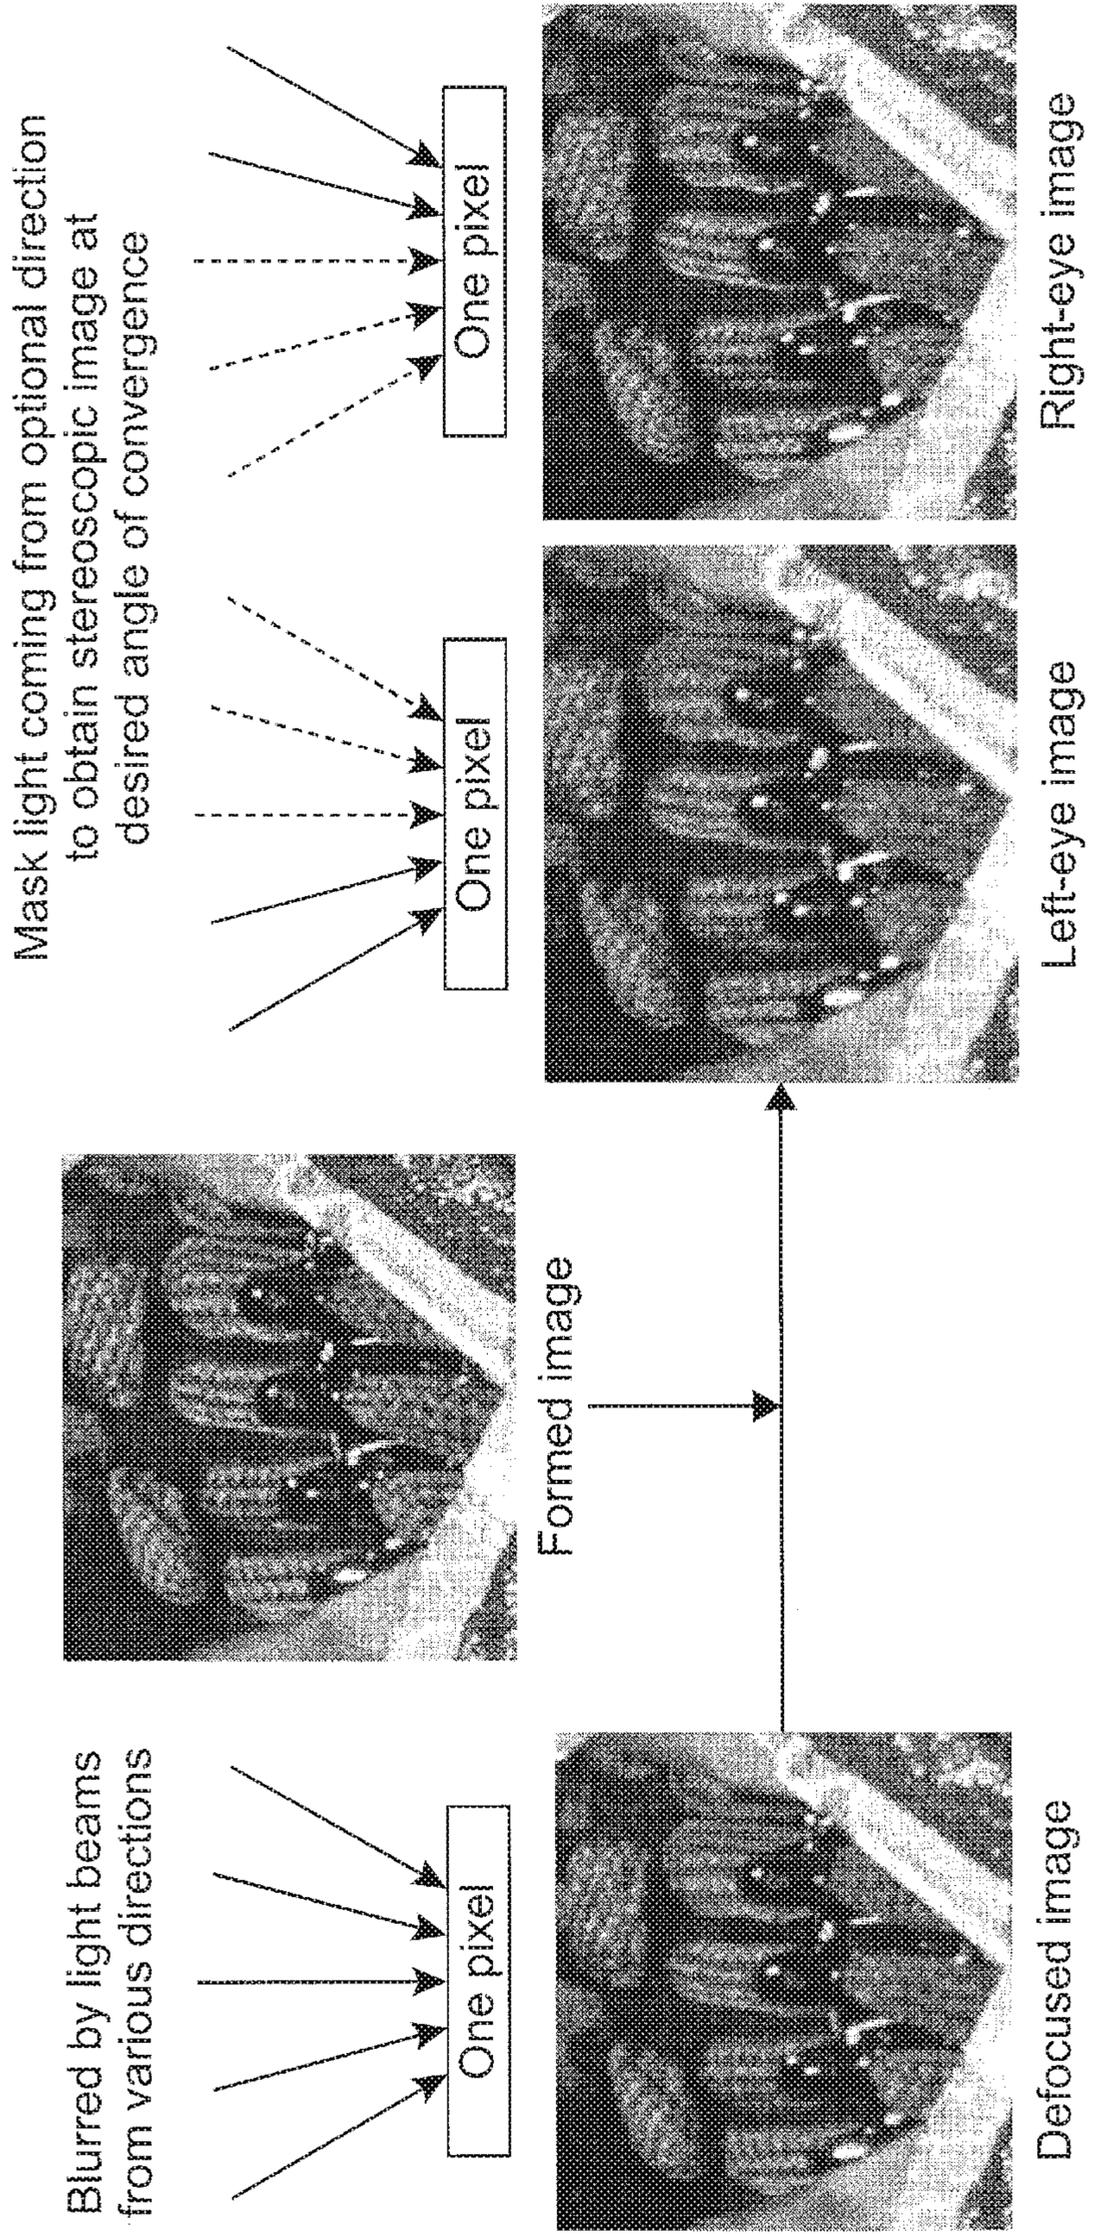 Blurred by light beams
from various directions
One pixel
Defocused image
Formed image
Mask light coming from optional direction
to obtain stereoscopic image at
desired angle of convergence
One pixel
Left-eye image
One pixel
Right-eye image